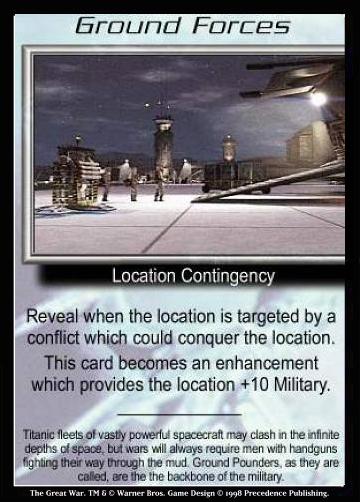 Ground Forces
Location Contingency
Reveal when the location is targeted by a
conflict which could conquer the location.
This card becomes an enhancement
which provides the location +10 Military.
Titanic fleets of vastly powerful spacecraft may clash in the infinite
depths of space, but wars will always require men with handguns
fighting their way through the mud. Ground Pounders, as they are
called, are the the backbone of the military.
The Great War. TM & © Warner Bros. Game Design © 1998 Precedence Publishing.